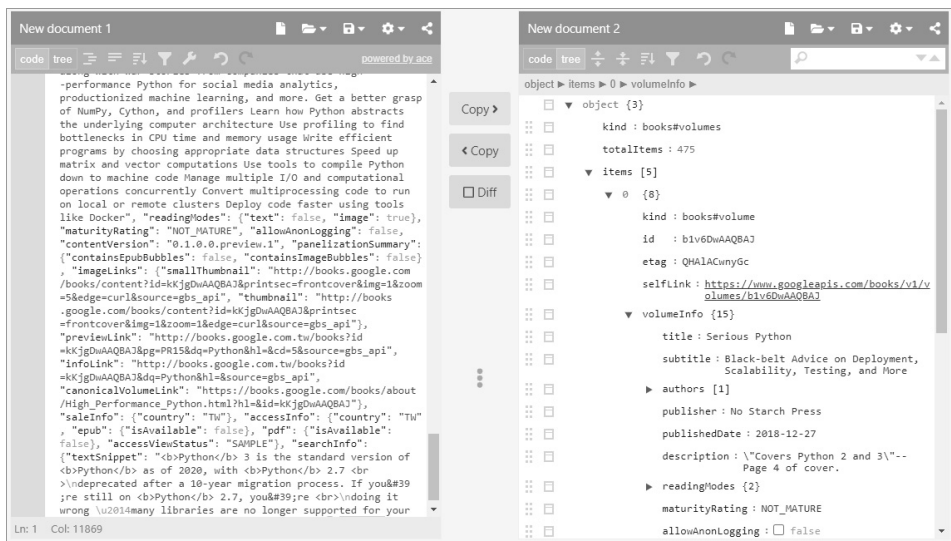 New document 1
code tree powered by ace
along with war stories from companies that use high
-performance Python for social media analytics,
productionized machine learning, and more. Get a better grasp
of NumPy, Cython, and profilers Learn how Python abstracts
the underlying computer architecture Use profiling to find
bottlenecks in CPU time and memory usage Write efficient
programs by choosing appropriate data structures Speed up
matrix and vector computations Use tools to compile Python
down to machine code Manage multiple I/O and computational
operations concurrently Convert multiprocessing code to run
on local or remote clusters Deploy code faster using tools
like Docker", "readingModes": {"text": false, "image": true},
"maturityRating": "NOT_MATURE", "allowAnonLogging": false,
"contentVersion": "0.1.0.0.preview.1", "panelizationSummary":
{"containsEpubBubbles": false, "containsImageBubbles": false}
, "imageLinks": {"smallThumbnail": "http://books.google.com
/books/content?id=kKjgDwAAQBAJ&printsec=frontcover&img=1&zoom
=5&edge=curl&source=gbs_api", "thumbnail": "http://books
.google.com/books/content?id=kKjgDwAAQBAJ&printsec
=frontcover&img=1&zoom=1&edge=curl&source=gbs_api"},
"previewLink": "http://books.google.com.tw/books?id
=kKjgDwAAQBAJ&pg=PR15&dq=Python&hl=&cd=5&source=gbs_api",
"infoLink": "http://books.google.com.tw/books?id
=kKjgDwAAQBAJ&dq=Python&hl=&source=gbs_api",
"canonicalVolumeLink": "https://books.google.com/books/about
/High_Performance_Python.html?hl=&id=kKjgDwAAQBAJ"},
"saleInfo": {"country": "TW"}, "accessInfo": {"country": "TW"
, "epub": {"isAvailable": false}, "pdf": {"isAvailable":
false}, "accessViewStatus": "SAMPLE"}, "searchInfo":
{"textSnippet": "<b>Python</b> 3 is the standard version of
<b>Python</b> as of 2020, with <b>Python</b> 2.7 <br
>\ndeprecated after a 10-year migration process. If you&#39
;re still on <b>Python</b> 2.7, you&#39;re <br>\ndoing it
wrong \u2014many libraries are no longer supported for your
Ln: 1 Col: 11869
Copy >
< Copy
Diff
New document 2
code tree
object ► items ► 0 ► volumeInfo ►
▼ object {3}
kind : books#volumes
totalItems : 475
▼ items [5]
▼ 0 {8}
kind : books#volume
id : b1v6DwAAQBAJ
etag : QHAlACwnyGc
selfLink : https://www.googleapis.com/books/v1/v
olumes/b1v6DwAAQBAJ
▼ volumeInfo {15}
title : Serious Python
subtitle : Black-belt Advice on Deployment,
Scalability, Testing, and More
► authors [1]
publisher : No Starch Press
publishedDate : 2018-12-27
description : \"Covers Python 2 and 3\"--
Page 4 of cover.
► readingModes {2}
maturityRating : NOT_MATURE
allowAnonLogging : false